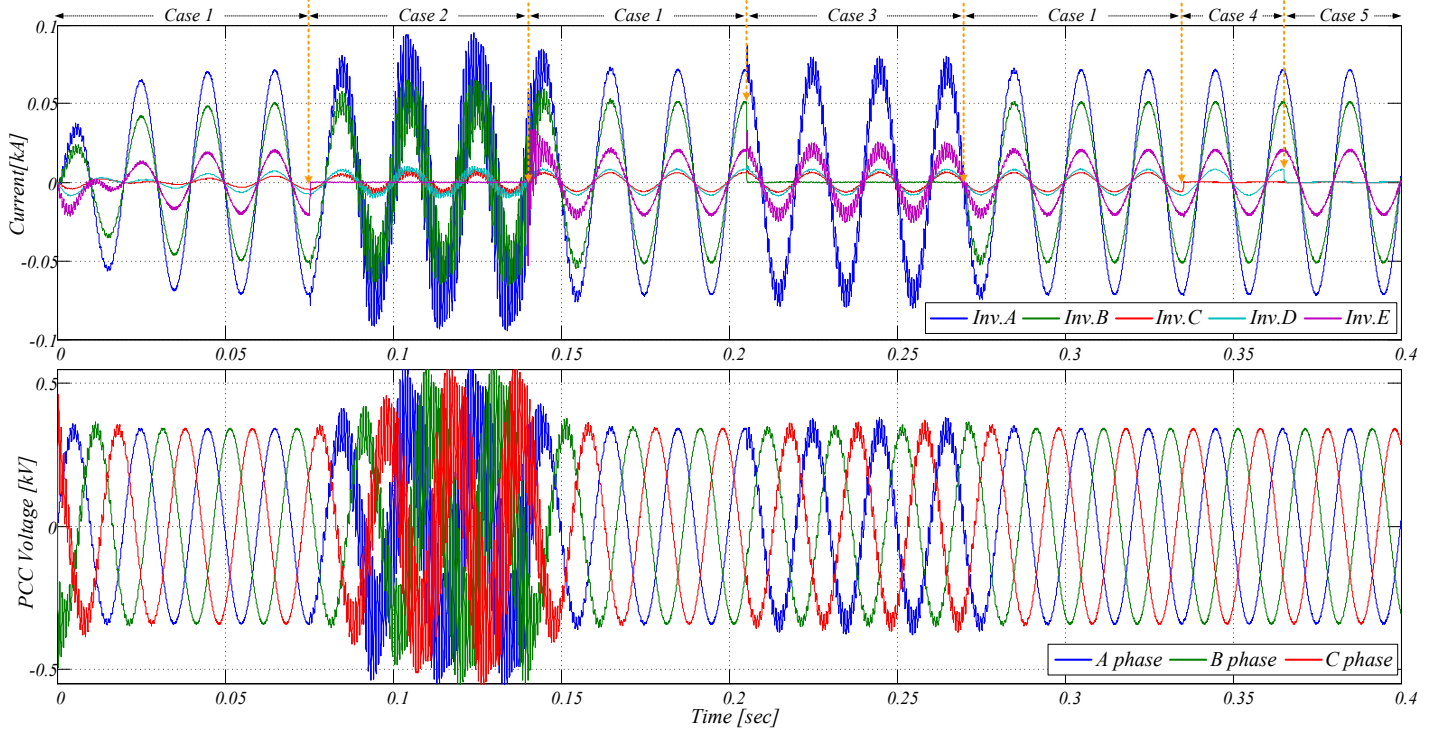 Case 1 Case 2 Case 1 Case 3 Case 1 Case 4 Case 5
0.1
0.05
0
-0.05
-0.1
Current[kA]
Inv.A Inv.B Inv.C Inv.D Inv.E
0 0.05 0.1 0.15 0.2 0.25 0.3 0.35 0.4
0.5
0
-0.5
PCC Voltage [kV]
A phase B phase C phase
0 0.05 0.1 0.15 0.2 0.25 0.3 0.35 0.4
Time [sec]